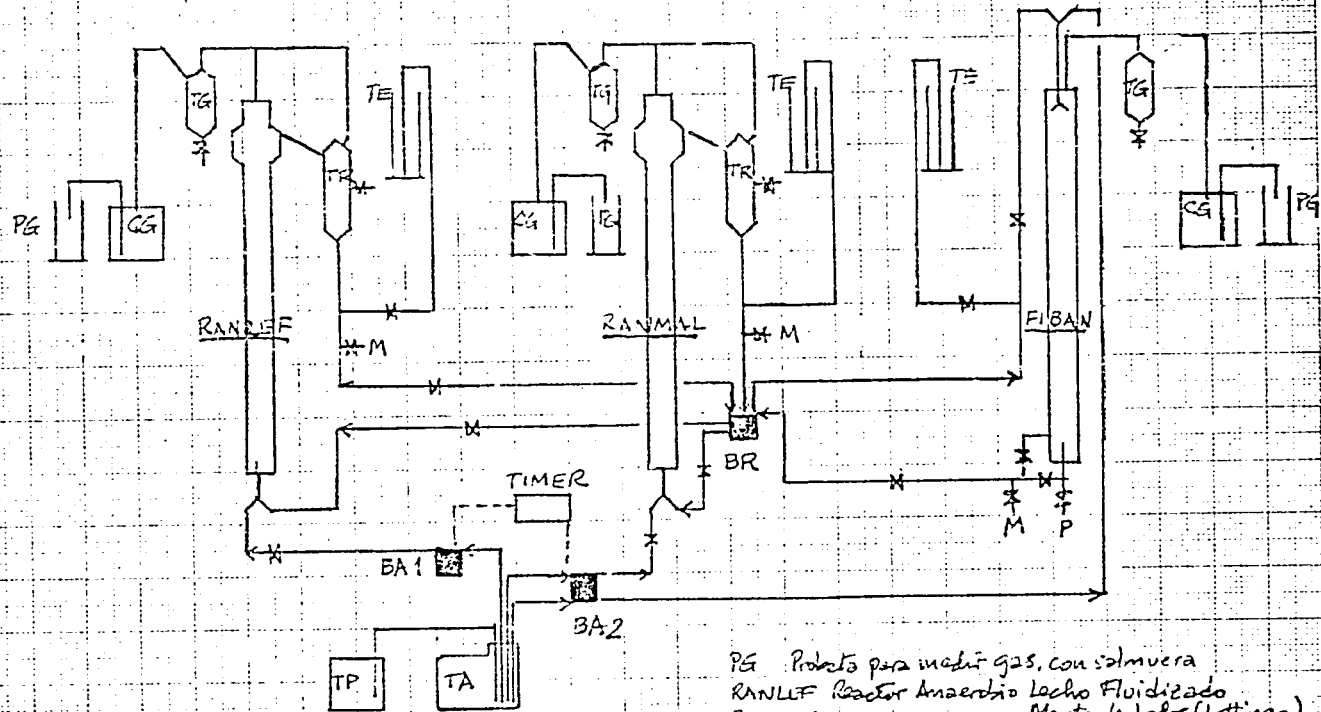 TG
TE
TG
TE
TE
TG
TR
TR
PG
CG
CG
PG
CG
PG
RANLEF
RANMAL
FIBAN
M
M
BR
TIMER
M
P
BA1
BA2
TP
TA
PG Probeta para medir gas, con salmuera
RANLLF Reactor Anaerobio Lecho Fluidizado